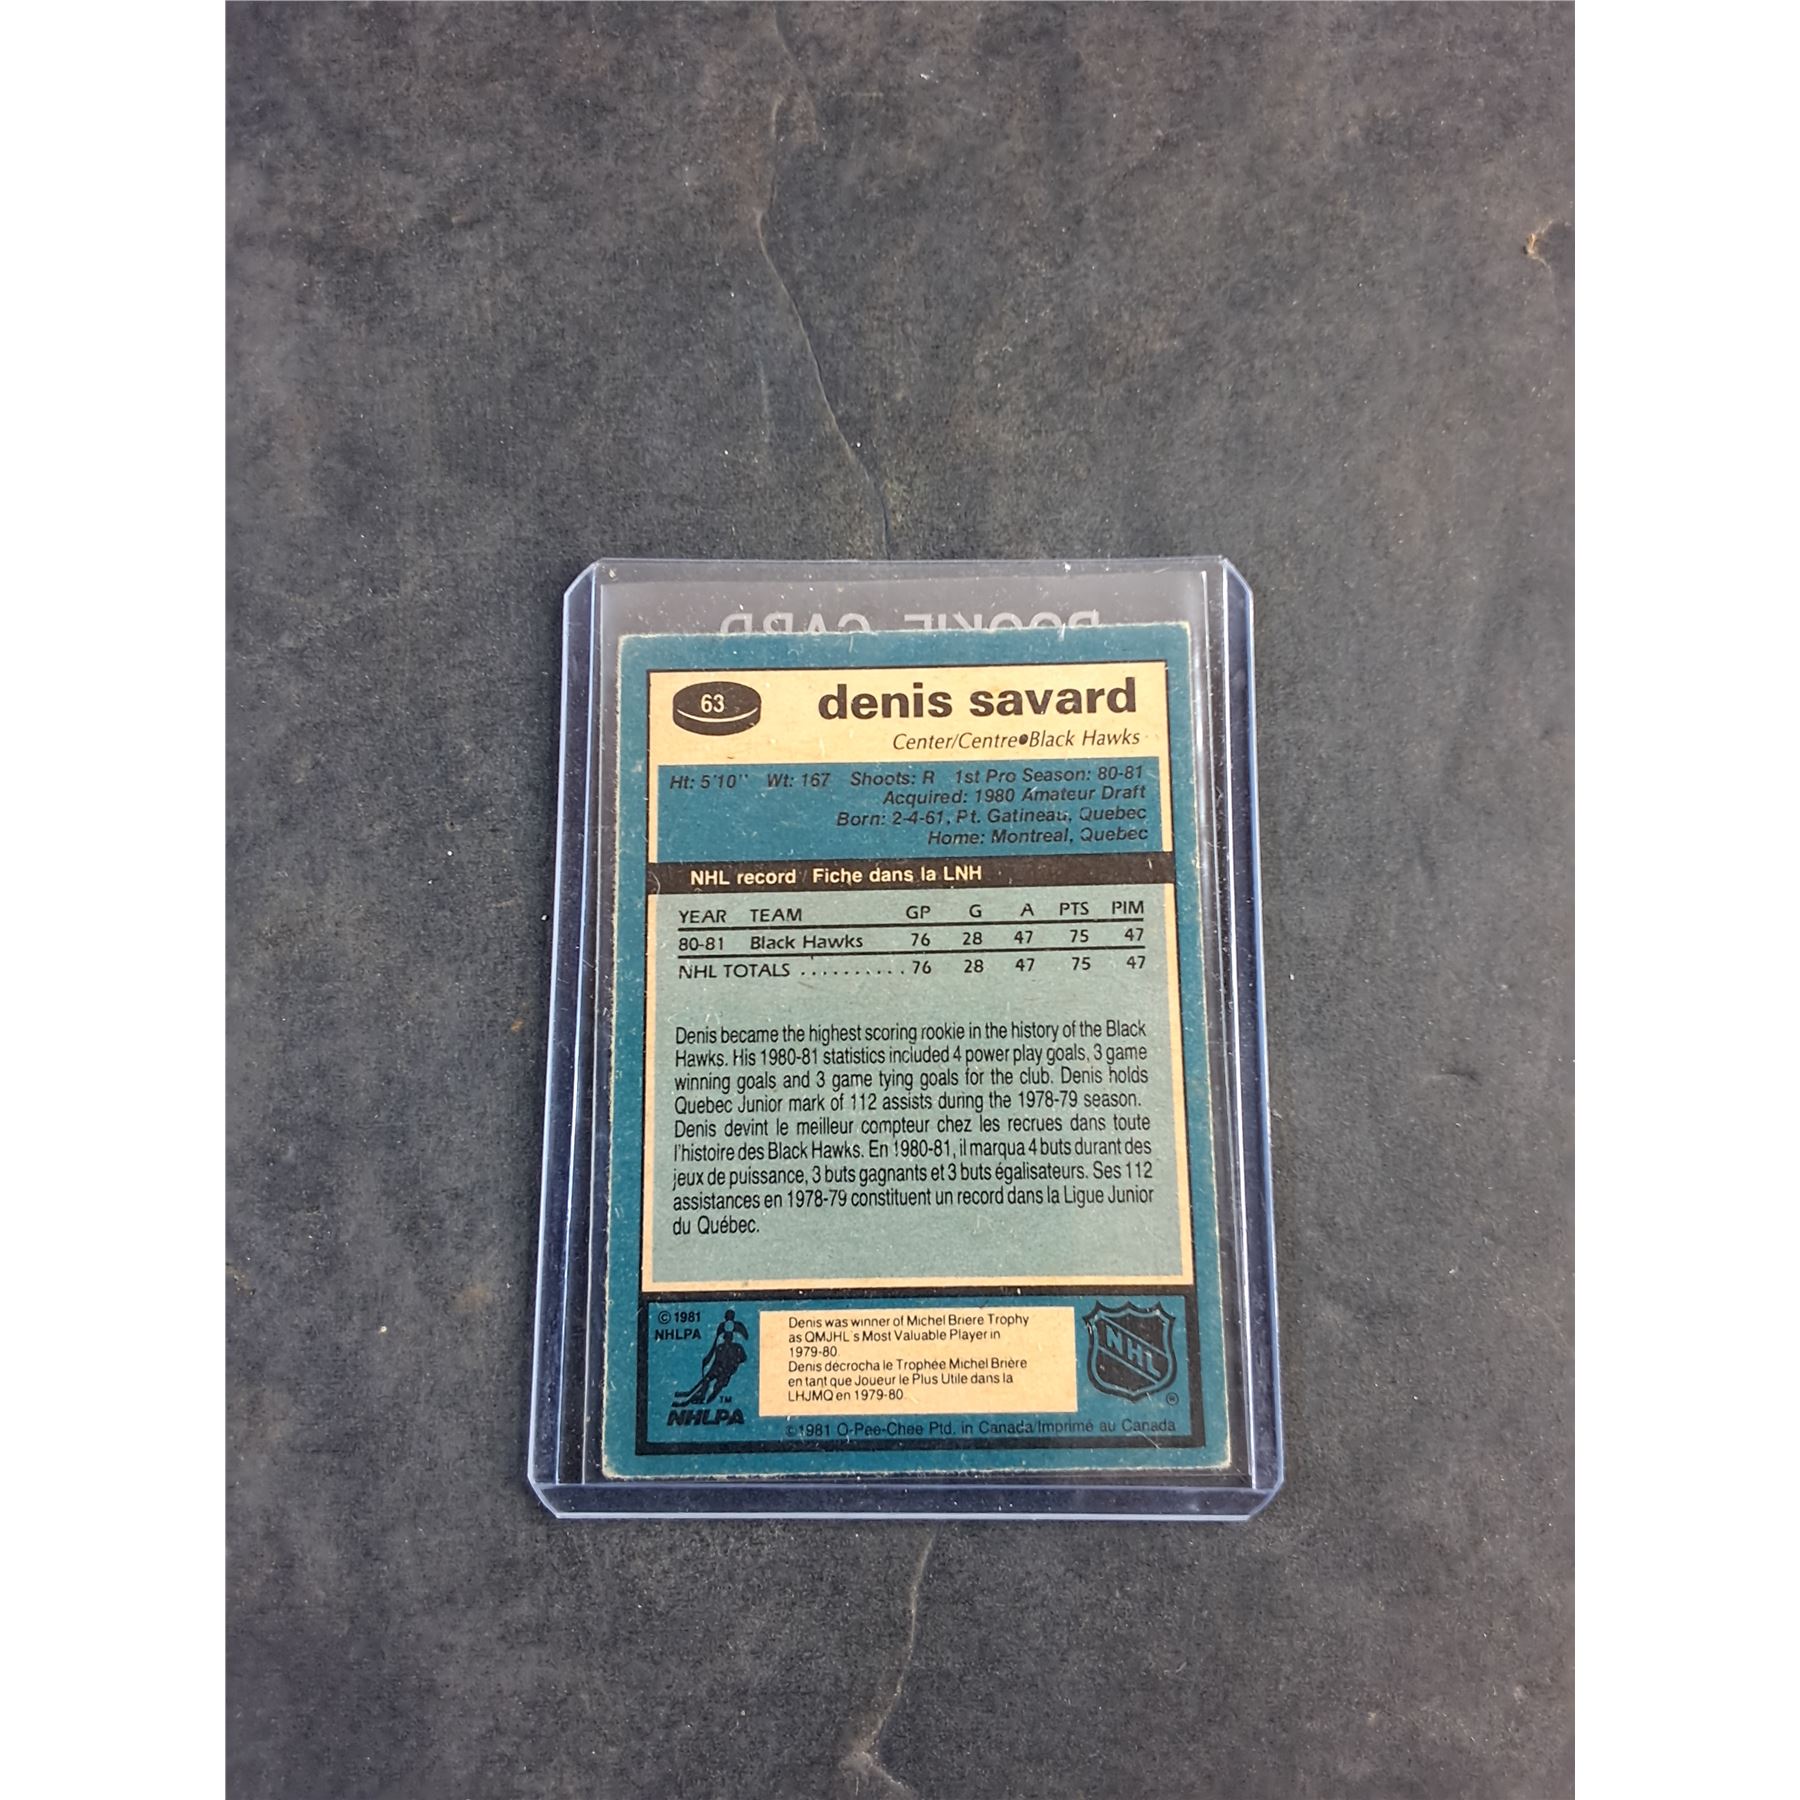 ROOKIE CARD
63
denis savard
Center/Centre●Black Hawks
Ht: 5'10'' Wt: 167 Shoots: R 1st Pro Season: 80-81
Acquired: 1980 Amateur Draft
Born: 2-4-61, Pt. Gatineau, Quebec
Home: Montreal, Quebec
NHL record / Fiche dans la LNH
YEAR TEAM GP G A PTS PIM
80-81 Black Hawks 76 28 47 75 47
NHL TOTALS .......... 76 28 47 75 47
Denis became the highest scoring rookie in the history of the Black
Hawks. His 1980-81 statistics included 4 power play goals, 3 game
winning goals and 3 game tying goals for the club. Denis holds
Quebec Junior mark of 112 assists during the 1978-79 season.
Denis devint le meilleur compteur chez les recrues dans toute
l'histoire des Black Hawks. En 1980-81, il marqua 4 buts durant des
jeux de puissance, 3 buts gagnants et 3 buts égalisateurs. Ses 112
assistances en 1978-79 constituent un record dans la Ligue Junior
du Québec.
© 1981
NHLPA
TM
NHLPA
Denis was winner of Michel Briere Trophy
as QMJHL's Most Valuable Player in
1979-80.
Denis décrocha le Trophée Michel Brière
en tant que Joueur le Plus Utile dans la
LHJMQ en 1979-80.
NHL
®
© 1981 O-Pee-Chee Ptd. in Canada/Imprimé au Canada